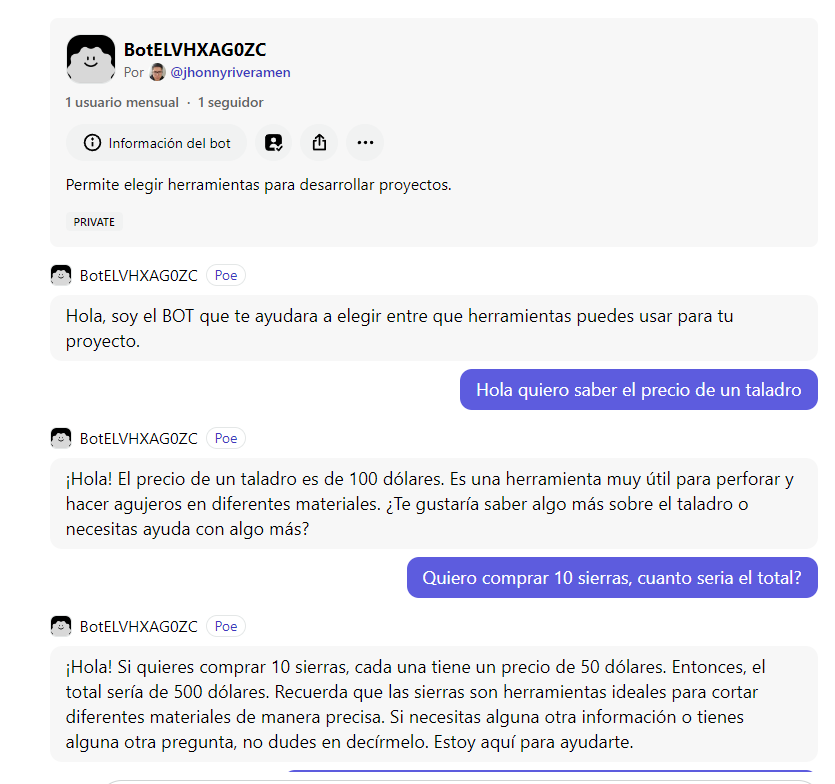 BotELVHXAG0ZC
Por @jhonnyriveramen
1 usuario mensual · 1 seguidor
Información del bot
Permite elegir herramientas para desarrollar proyectos.
PRIVATE
BotELVHXAG0ZC Poe
Hola, soy el BOT que te ayudara a elegir entre que herramientas puedes usar para tu
proyecto.
Hola quiero saber el precio de un taladro
BotELVHXAG0ZC Poe
¡Hola! El precio de un taladro es de 100 dólares. Es una herramienta muy útil para perforar y
hacer agujeros en diferentes materiales. ¿Te gustaría saber algo más sobre el taladro o
necesitas ayuda con algo más?
Quiero comprar 10 sierras, cuanto seria el total?
BotELVHXAG0ZC Poe
¡Hola! Si quieres comprar 10 sierras, cada una tiene un precio de 50 dólares. Entonces, el
total sería de 500 dólares. Recuerda que las sierras son herramientas ideales para cortar
diferentes materiales de manera precisa. Si necesitas alguna otra información o tienes
alguna otra pregunta, no dudes en decírmelo. Estoy aquí para ayudarte.